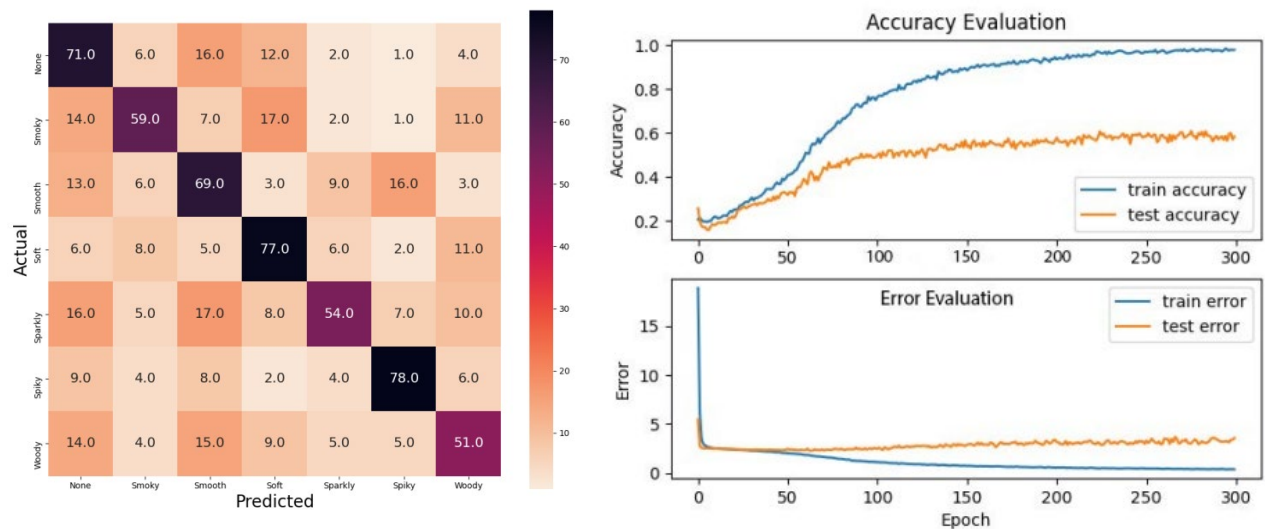 None 71.0 6.0 16.0 12.0 2.0 1.0 4.0
Smoky 14.0 59.0 7.0 17.0 2.0 1.0 11.0
Smooth 13.0 6.0 69.0 3.0 9.0 16.0 3.0
Soft 6.0 8.0 5.0 77.0 6.0 2.0 11.0
Sparkly 16.0 5.0 17.0 8.0 54.0 7.0 10.0
Spiky 9.0 4.0 8.0 2.0 4.0 78.0 6.0
Woody 14.0 4.0 15.0 9.0 5.0 5.0 51.0
Actual
None Smoky Smooth Soft Sparkly Spiky Woody
Predicted
70
60
50
40
30
20
10
Accuracy Evaluation
1.0
0.8
0.6
0.4
0.2
Accuracy
train accuracy
test accuracy
0 50 100 150 200 250 300
Error Evaluation
train error
test error
15
10
5
0
Error
0 50 100 150 200 250 300
Epoch